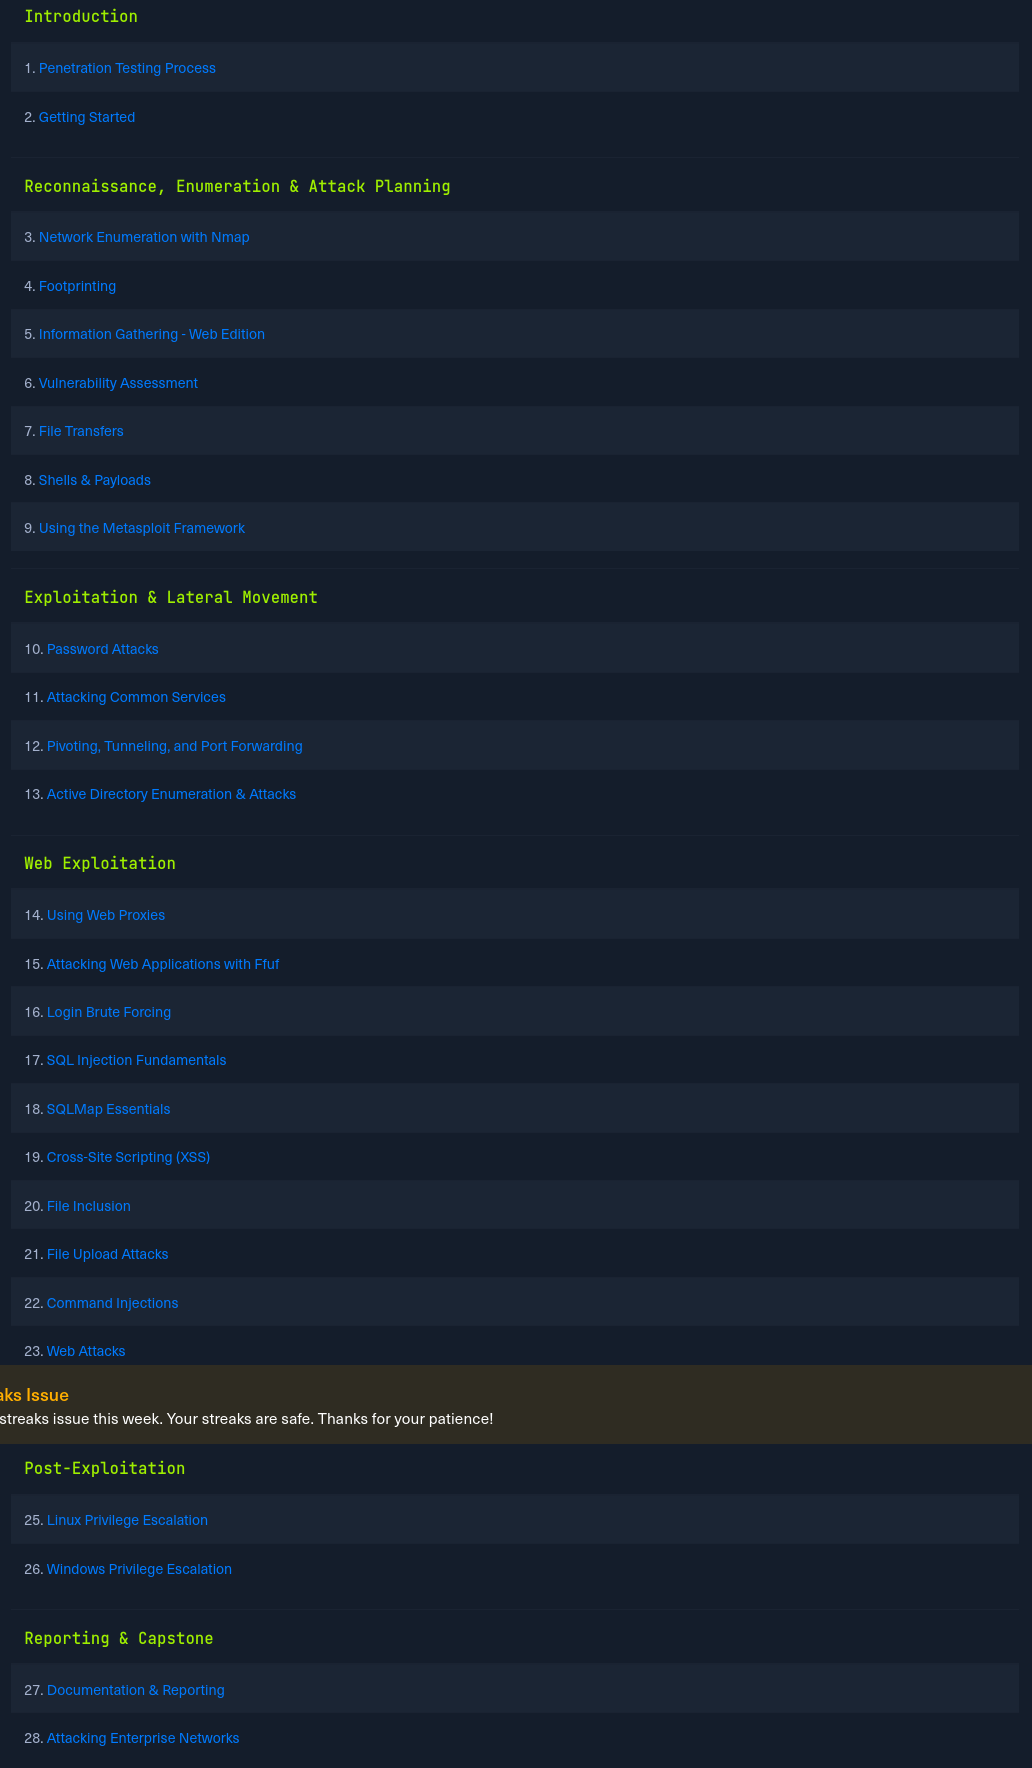 Introduction
1. Penetration Testing Process
2. Getting Started
Reconnaissance, Enumeration & Attack Planning
3. Network Enumeration with Nmap
4. Footprinting
5. Information Gathering - Web Edition
6. Vulnerability Assessment
7. File Transfers
8. Shells & Payloads
9. Using the Metasploit Framework
Exploitation & Lateral Movement
10. Password Attacks
11. Attacking Common Services
12. Pivoting, Tunneling, and Port Forwarding
13. Active Directory Enumeration & Attacks
Web Exploitation
14. Using Web Proxies
15. Attacking Web Applications with Ffuf
16. Login Brute Forcing
17. SQL Injection Fundamentals
18. SQLMap Essentials
19. Cross-Site Scripting (XSS)
20. File Inclusion
21. File Upload Attacks
22. Command Injections
23. Web Attacks
aks Issue
streaks issue this week. Your streaks are safe. Thanks for your patience!
Post-Exploitation
25. Linux Privilege Escalation
26. Windows Privilege Escalation
Reporting & Capstone
27. Documentation & Reporting
28. Attacking Enterprise Networks